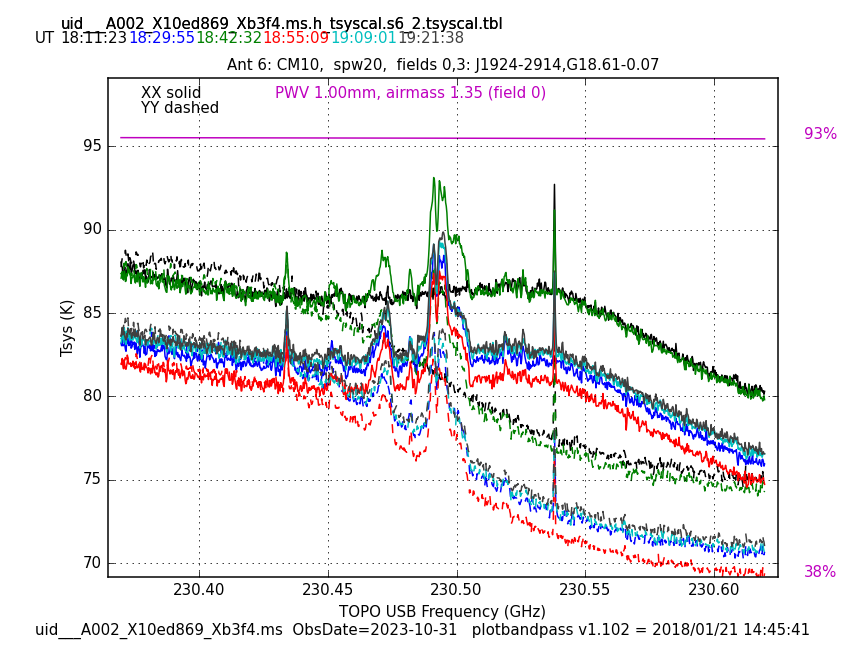 uid___A002_X10ed869_Xb3f4.ms.h_tsyscal.s6_2.tsyscal.tbl
UT 18:11:23 18:29:55 18:42:32 18:55:09 19:09:01 19:21:38
Ant 6: CM10,  spw20,  fields 0,3: J1924-2914,G18.61-0.07
XX solid
PWV 1.00mm, airmass 1.35 (field 0)
YY dashed
93%
95
90
85
80
75
70
Tsys (K)
38%
230.40 230.45 230.50 230.55 230.60
TOPO USB Frequency (GHz)
uid___A002_X10ed869_Xb3f4.ms  ObsDate=2023-10-31   plotbandpass v1.102 = 2018/01/21 14:45:41